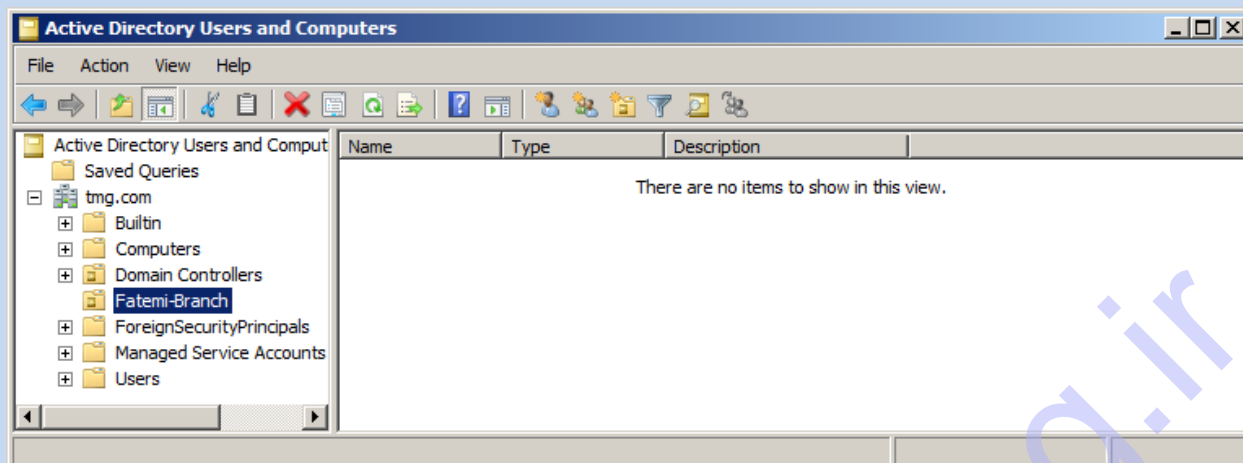 Active Directory Users and Computers
File Action View Help
Active Directory Users and Comput
Saved Queries
tmg.com
Builtin
Computers
Domain Controllers
Fatemi-Branch
ForeignSecurityPrincipals
Managed Service Accounts
Users
Name Type Description
There are no items to show in this view.